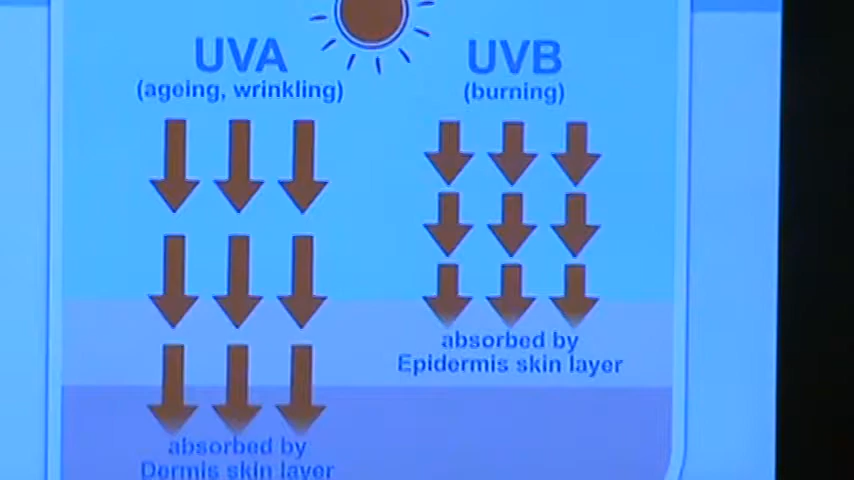 UVA
(ageing, wrinkling)
UVB
(burning)
absorbed by
Epidermis skin layer
absorbed by
Dermis skin layer